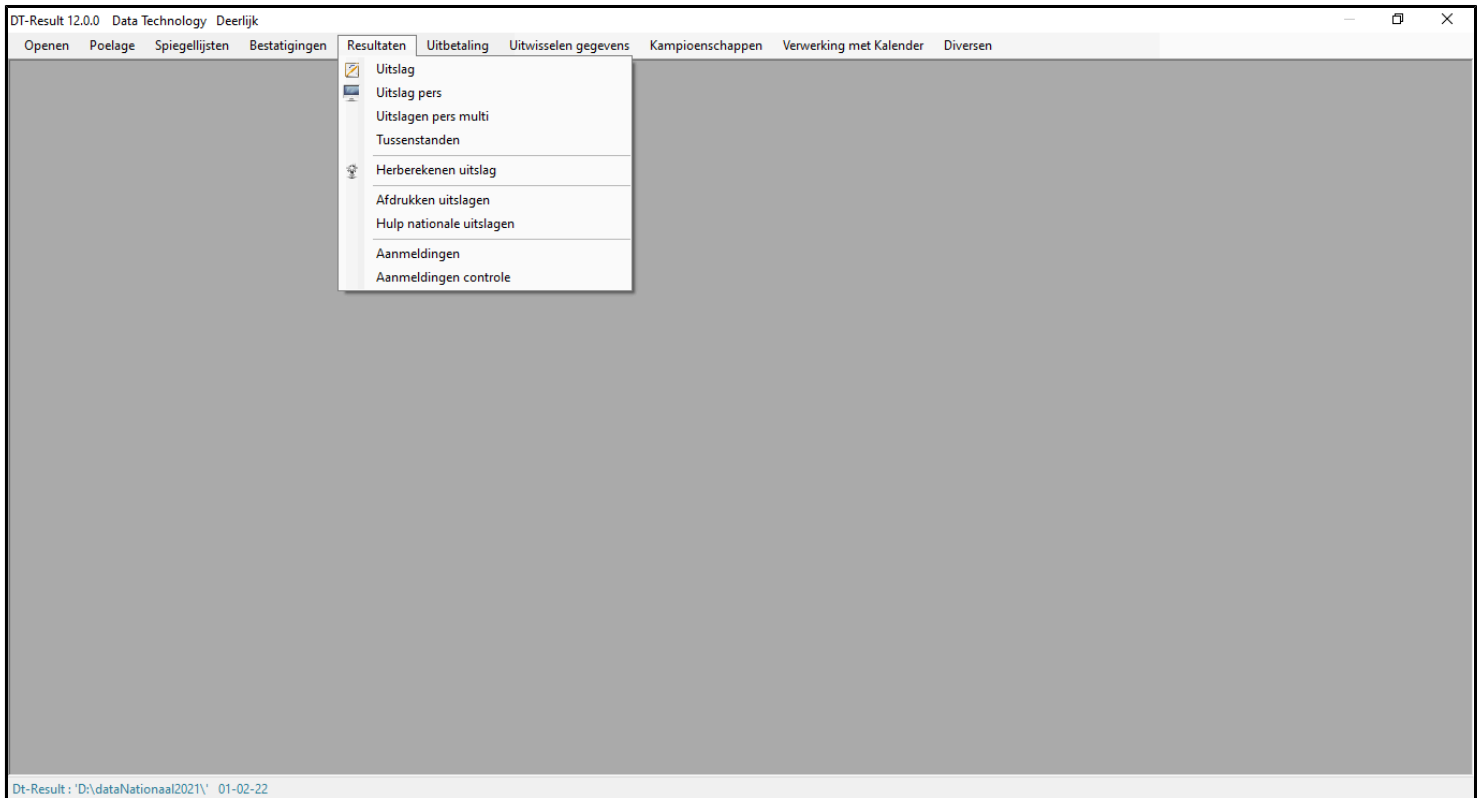 DT-Result 12.0.0 Data Technology Deerlijk
Openen Poelage Spiegellijsten Bestatigingen Resultaten Uitbetaling Uitwisselen gegevens Kampioenschappen Verwerking met Kalender Diversen
Uitslag
Uitslag pers
Uitslagen pers multi
Tussenstanden
Herberekenen uitslag
Afdrukken uitslagen
Hulp nationale uitslagen
Aanmeldingen
Aanmeldingen controle
Dt-Result : 'D:\dataNationaal2021\' 01-02-22